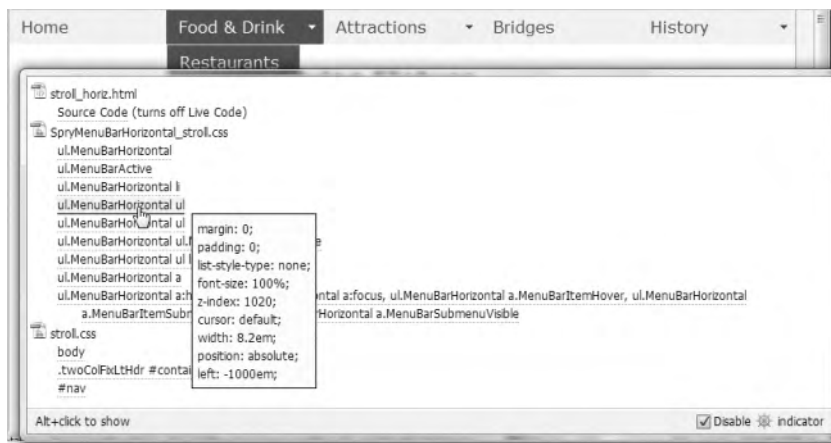 Home Food & Drink Attractions Bridges History
Restaurants
stroll_horiz.html
Source Code (turns off Live Code)
SpryMenuBarHorizontal_stroll.css
ul.MenuBarHorizontal
ul.MenuBarActive
ul.MenuBarHorizontal li
ul.MenuBarHorizontal ul
ul.MenuBarHorizontal ul
ul.MenuBarHorizontal ul.
ul.MenuBarHorizontal ul l
ul.MenuBarHorizontal a
ul.MenuBarHorizontal a:h ntal a:focus, ul.MenuBarHorizontal a.MenuBarItemHover, ul.MenuBarHorizontal
a.MenuBarItemSubm Horizontal a.MenuBarSubmenuVisible
margin: 0;
padding: 0;
list-style-type: none;
font-size: 100%;
z-index: 1020;
cursor: default;
width: 8.2em;
position: absolute;
left: -1000em;
stroll.css
body
.twoColFixLtHdr #contai
#nav
Alt+click to show Disable indicator